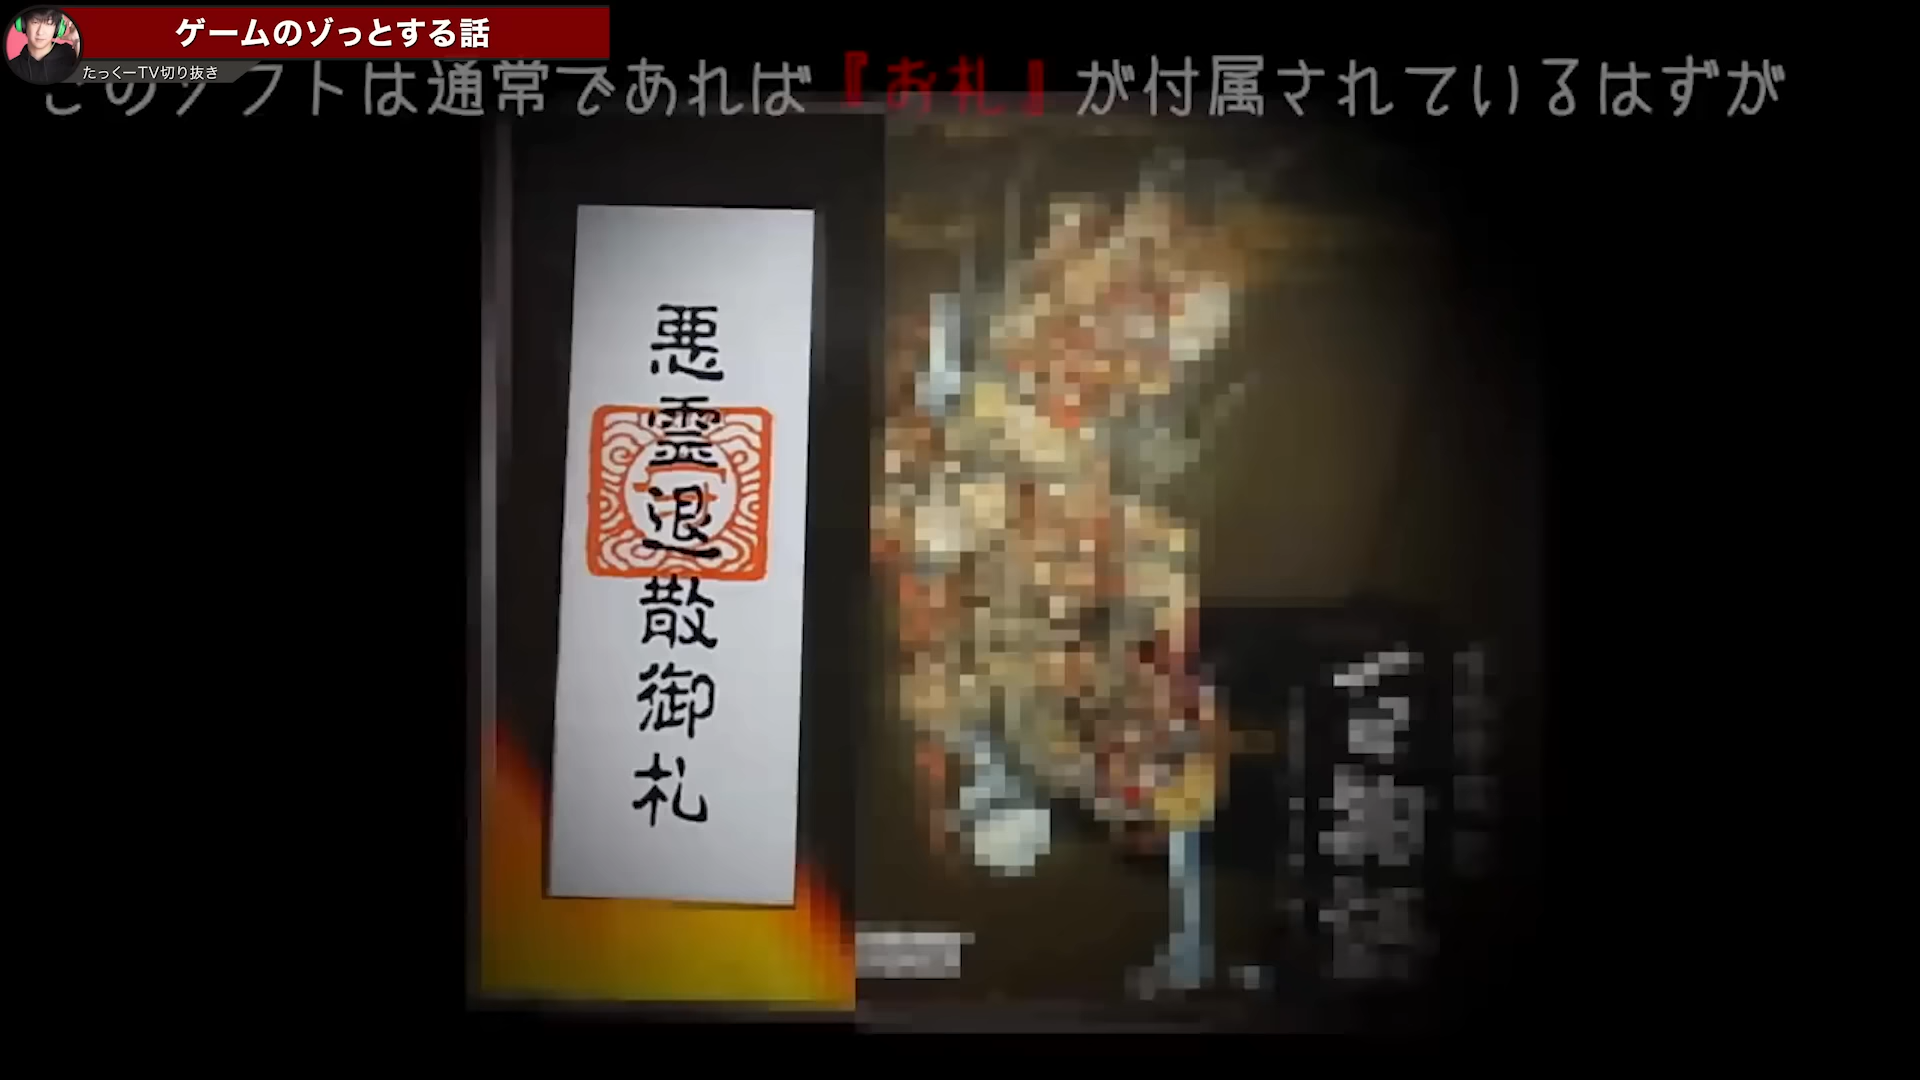 ゲームのゾっとする話
たっくーTV切り抜き
このソフトは通常であれば『お札』が付属されているはずが
悪霊退散御札